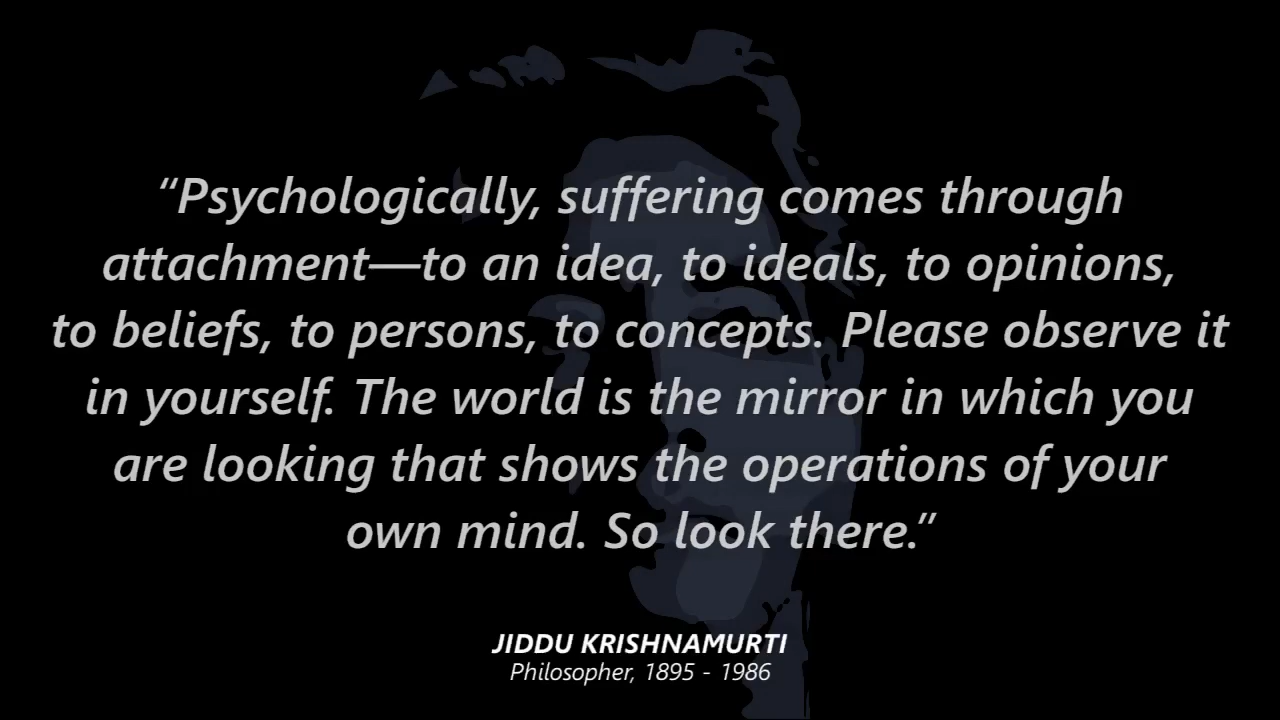 “Psychologically, suffering comes through
attachment—to an idea, to ideals, to opinions,
to beliefs, to persons, to concepts. Please observe it
in yourself. The world is the mirror in which you
are looking that shows the operations of your
own mind. So look there.”
JIDDU KRISHNAMURTI
Philosopher, 1895 - 1986